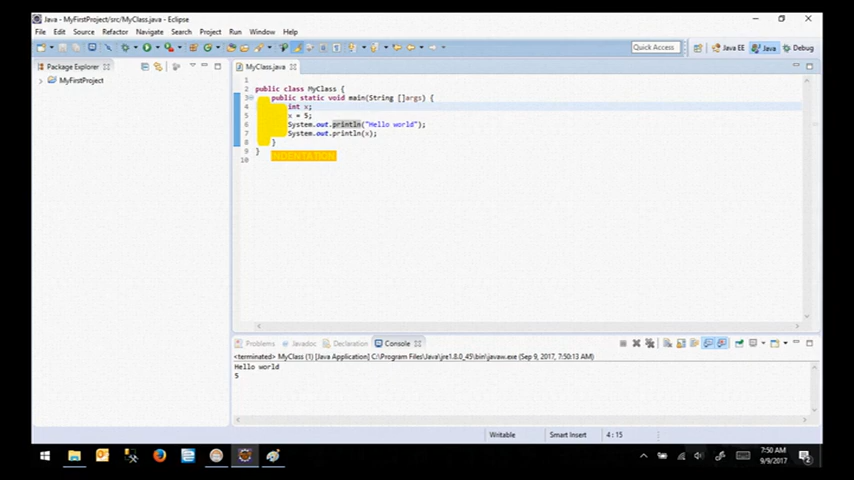 Java - MyFirstProject/src/MyClass.java - Eclipse
File Edit Source Refactor Navigate Search Project Run Window Help
Quick Access
Java EE
Java
Debug
Package Explorer
MyFirstProject
MyClass.java
1
2 public class MyClass {
3 public static void main(String []args) {
4 int x;
5 x = 5;
6 System.out.println("Hello world");
7 System.out.println(x);
8 }
9 }
10
INDENTATION
Problems Javadoc Declaration Console
<terminated> MyClass (1) [Java Application] C:\Program Files\Java\jre1.8.0_45\bin\javaw.exe (Sep 9, 2017, 7:50:13 AM)
Hello world
5
Writable Smart Insert 4 : 15
7:50 AM
9/9/2017